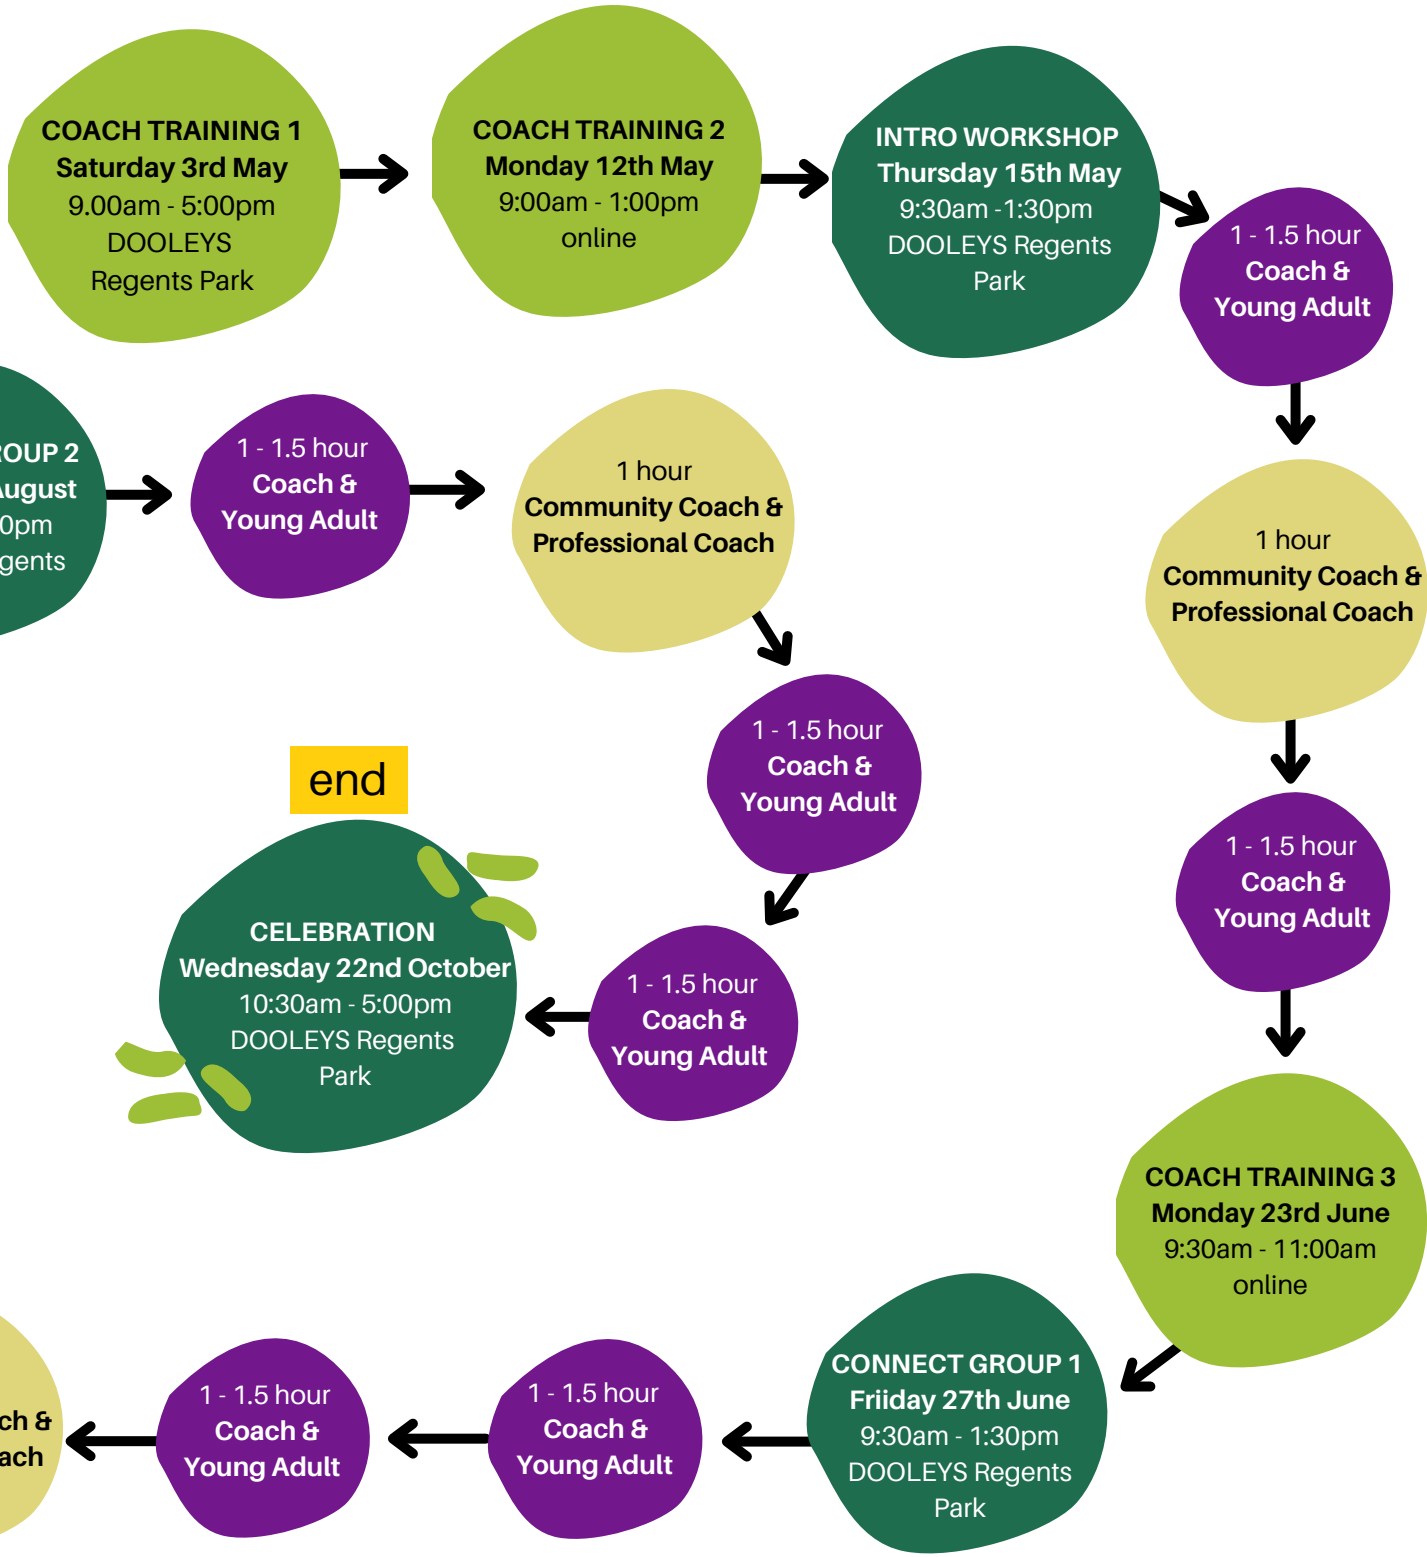 COACH TRAINING 1
Saturday 3rd May
9.00am - 5:00pm
DOOLEYS
Regents Park
COACH TRAINING 2
Monday 12th May
9:00am - 1:00pm
online
INTRO WORKSHOP
Thursday 15th May
9:30am -1:30pm
DOOLEYS Regents
Park
1 - 1.5 hour
Coach &
Young Adult
1 hour
Community Coach &
Professional Coach
1 - 1.5 hour
Coach &
Young Adult
COACH TRAINING 3
Monday 23rd June
9:30am - 11:00am
online
CONNECT GROUP 1
Friiday 27th June
9:30am - 1:30pm
DOOLEYS Regents
Park
1 - 1.5 hour
Coach &
Young Adult
1 - 1.5 hour
Coach &
Young Adult
&
2
1 - 1.5 hour
Coach &
Young Adult
1 hour
Community Coach &
Professional Coach
1 - 1.5 hour
Coach &
Young Adult
1 - 1.5 hour
Coach &
Young Adult
end
CELEBRATION
Wednesday 22nd October
10:30am - 5:00pm
DOOLEYS Regents
Park